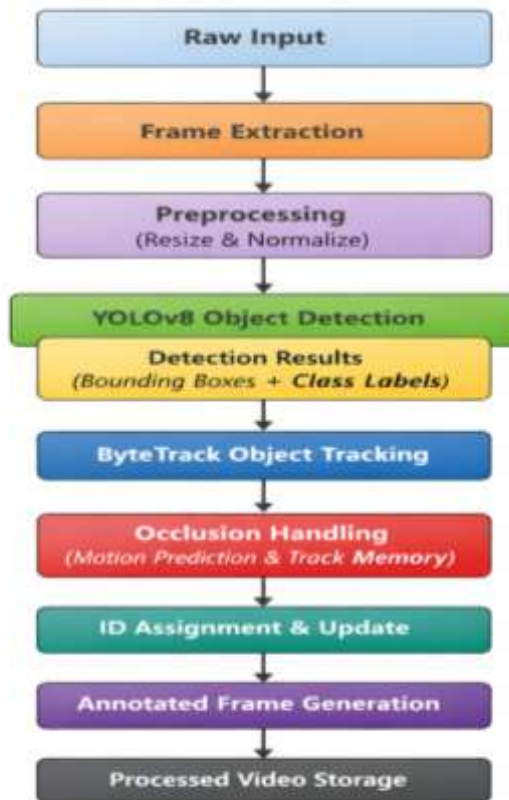 Raw Input
Frame Extraction
Preprocessing
(Resize & Normalize)
YOLOv8 Object Detection
Detection Results
(Bounding Boxes + Class Labels)
ByteTrack Object Tracking
Occlusion Handling
(Motion Prediction & Track Memory)
ID Assignment & Update
Annotated Frame Generation
Processed Video Storage